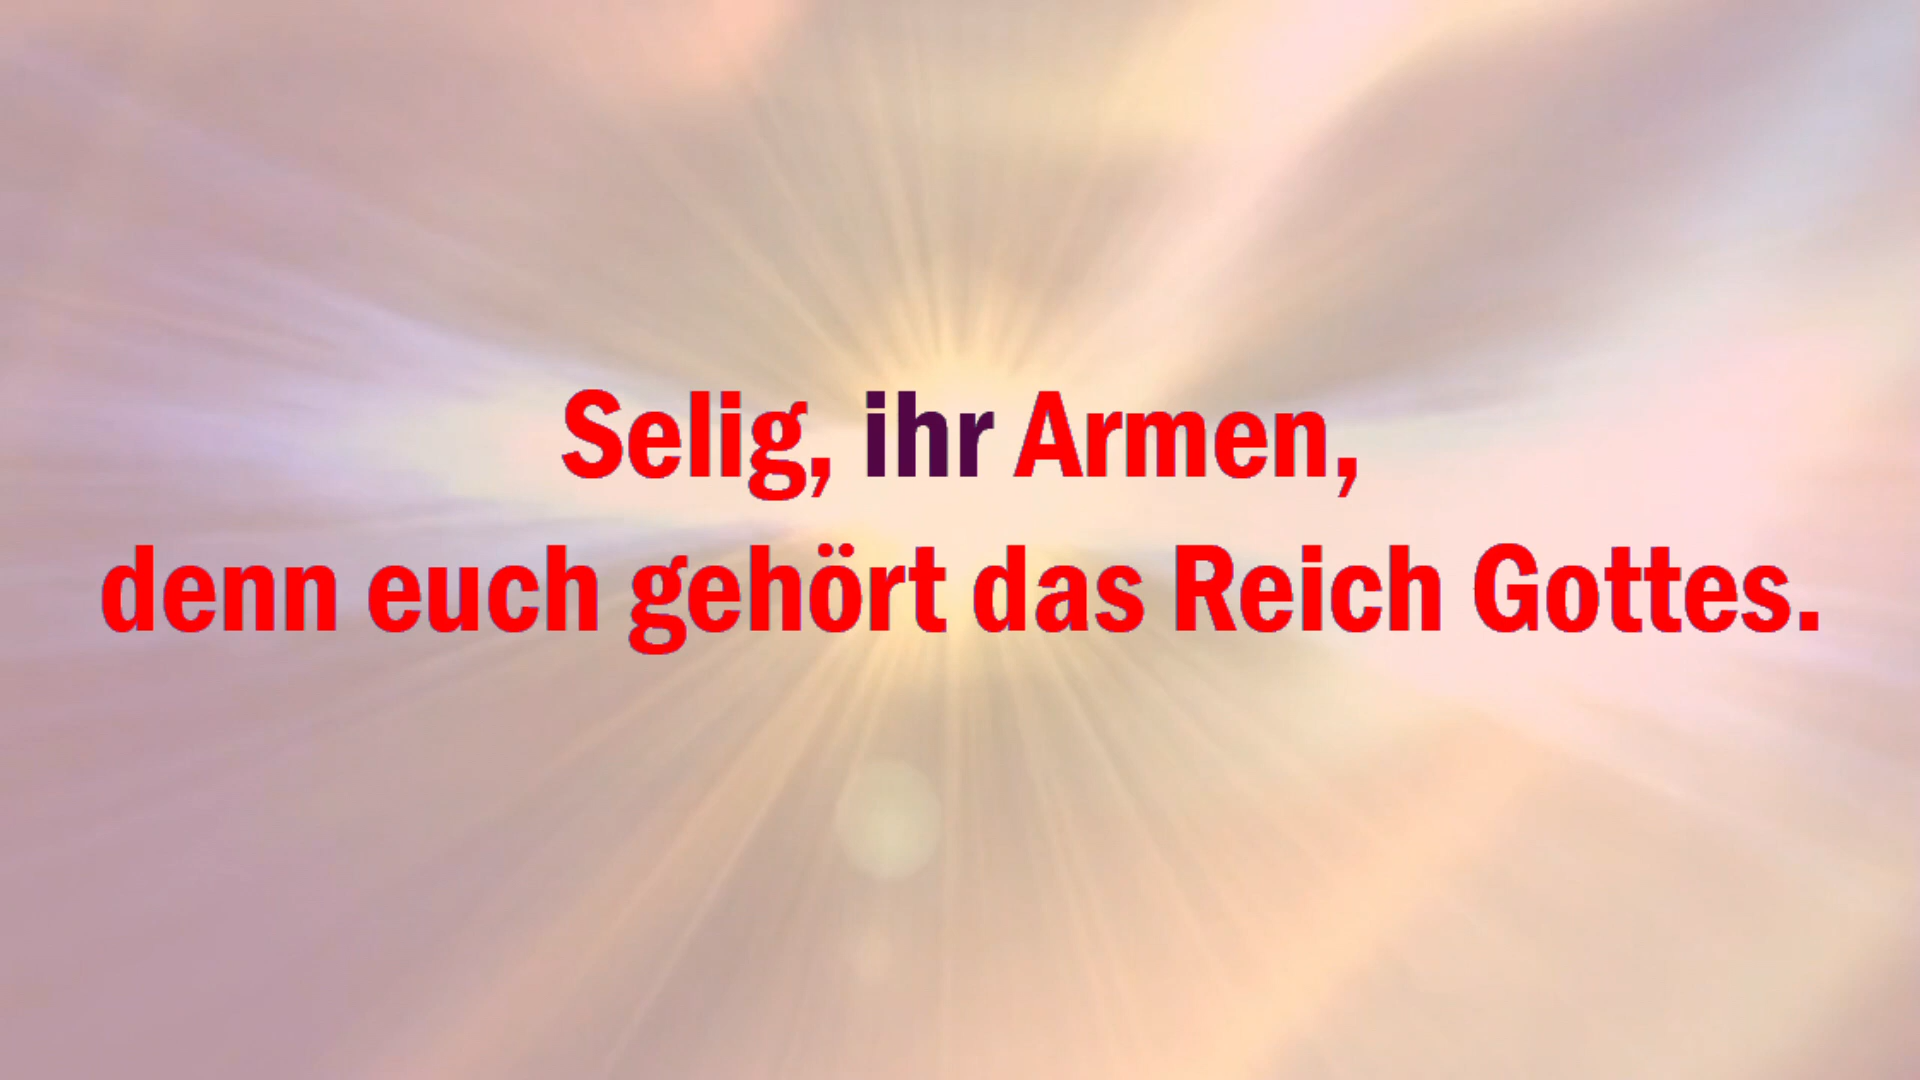 Selig, ihr Armen,
denn euch gehört das Reich Gottes.